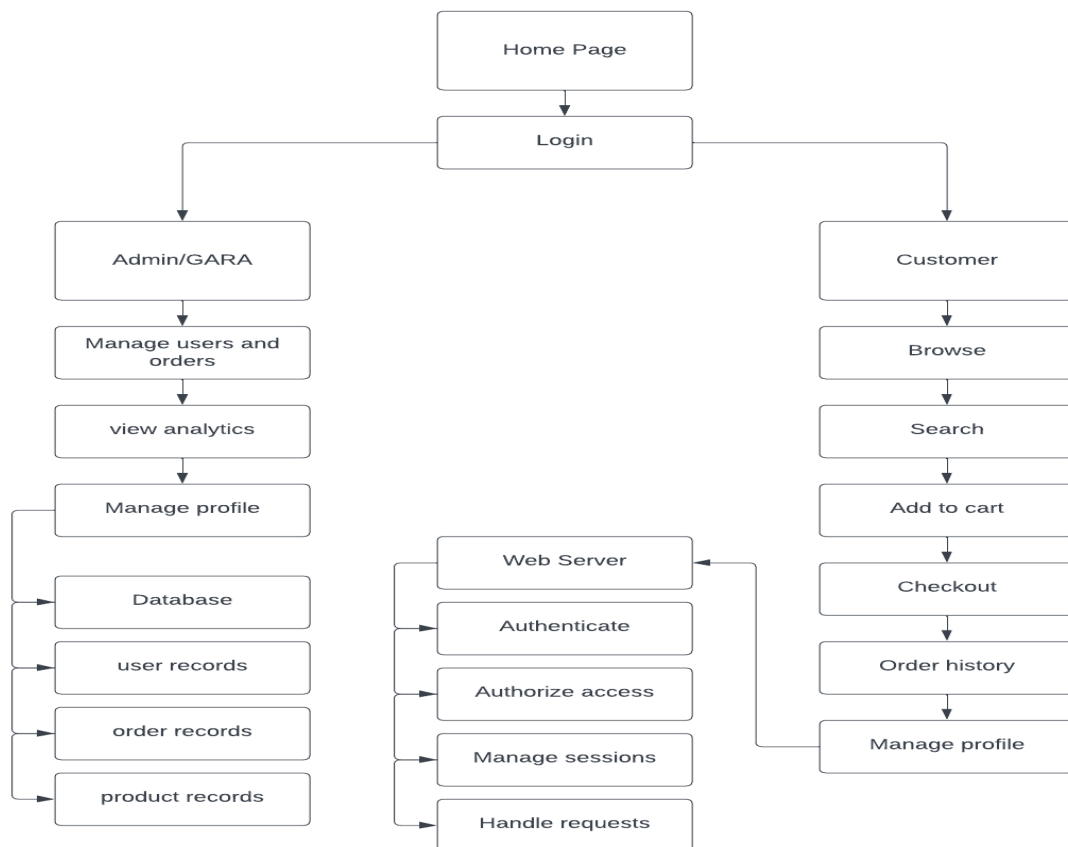 Home Page
Login
Admin/GARA
Manage users and
orders
view analytics
Manage profile
Database
user records
order records
product records
Web Server
Authenticate
Authorize access
Manage sessions
Handle requests
Customer
Browse
Search
Add to cart
Checkout
Order history
Manage profile